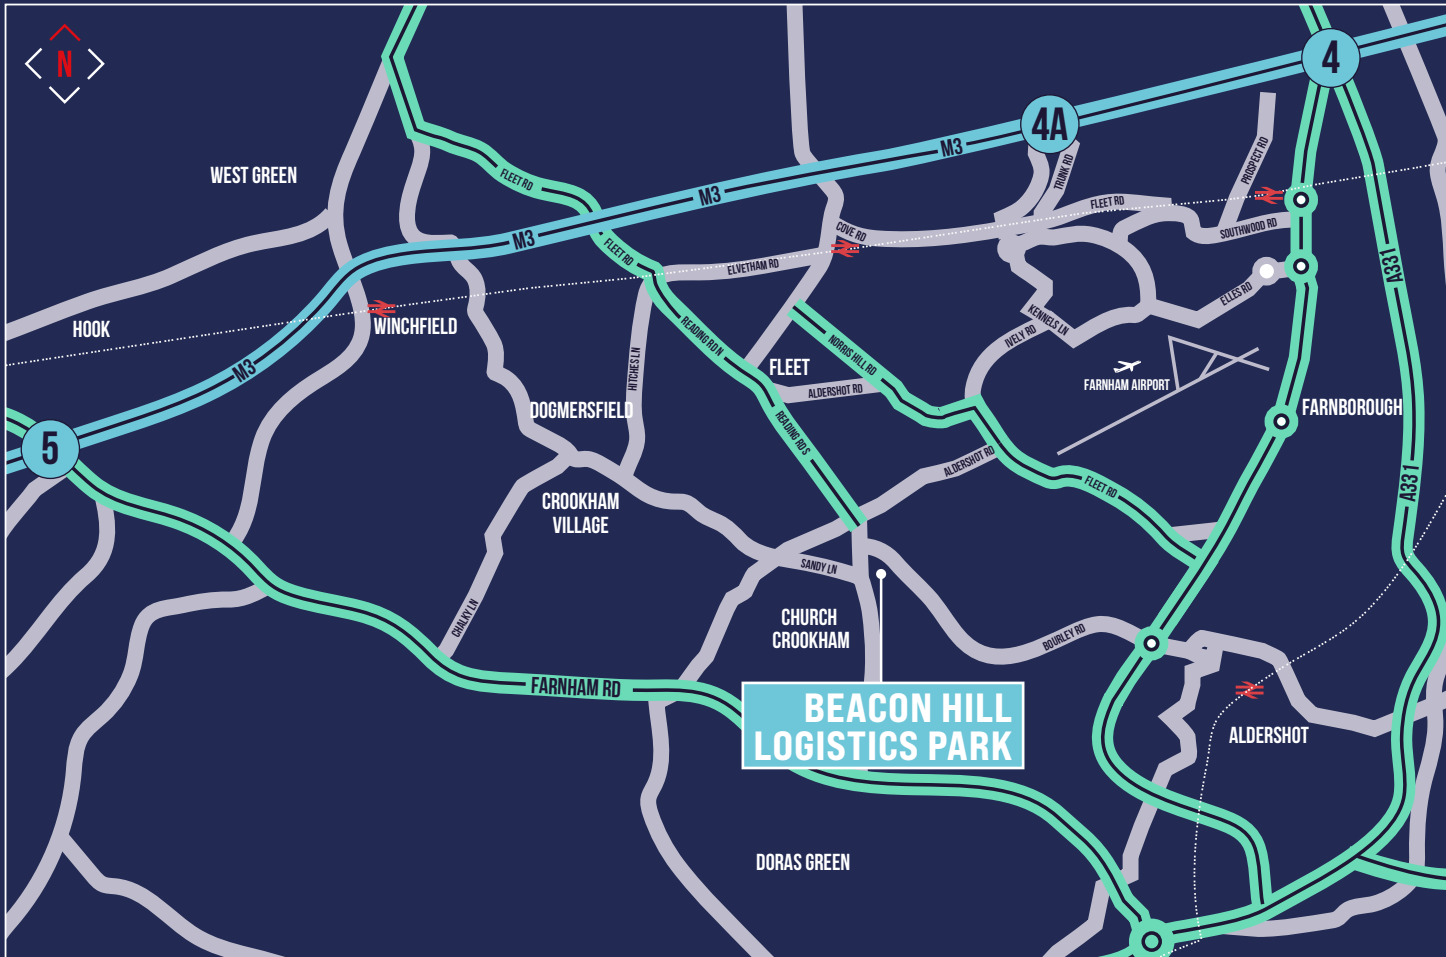 N
4
4A
M3
TRUNK RD
PROSPECT RD
WEST GREEN
FLEET RD
M3
FLEET RD
COVE RD
SOUTHWOOD RD
M3
FLEET RD
ELVETHAM RD
A331
ELLES RD
HOOK
WINCHFIELD
KENNELS LN
READING RD N
IVELY RD
NORRIS HILL RD
M3
HITCHES LN
FLEET
FARNHAM AIRPORT
ALDERSHOT RD
DOGMERSFIELD
FARNBOROUGH
READING RD S
5
ALDERSHOT RD
A331
FLEET RD
CROOKHAM
VILLAGE
SANDY LN
CHALKY LN
CHURCH
CROOKHAM
BOURLEY RD
FARNHAM RD
BEACON HILL
LOGISTICS PARK
ALDERSHOT
DORAS GREEN